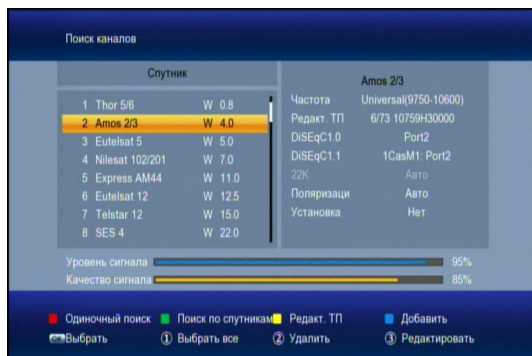 Поиск каналов
Спутник
1 Thor 5/6 W 0.8
2 Amos 2/3 W 4.0
3 Eutelsat 5 W 5.0
4 Nilesat 102/201 W 7.0
5 Express AM44 W 11.0
6 Eutelsat 12 W 12.5
7 Telstar 12 W 15.0
8 SES 4 W 22.0
Amos 2/3
Частота Universal(9750-10600)
Редакт. ТП 6/73 10759H30000
DiSEqC1.0 Port2
DiSEqC1.1 1CasM1: Port2
22K Авто
Поляризаци Авто
Установка Нет
Уровень сигнала 95%
Качество сигнала 85%
Одиночный поиск Поиск по спутникам Редакт. ТП Добавить
OK Выбрать 1 Выбрать все 2 Удалить 3 Редактировать